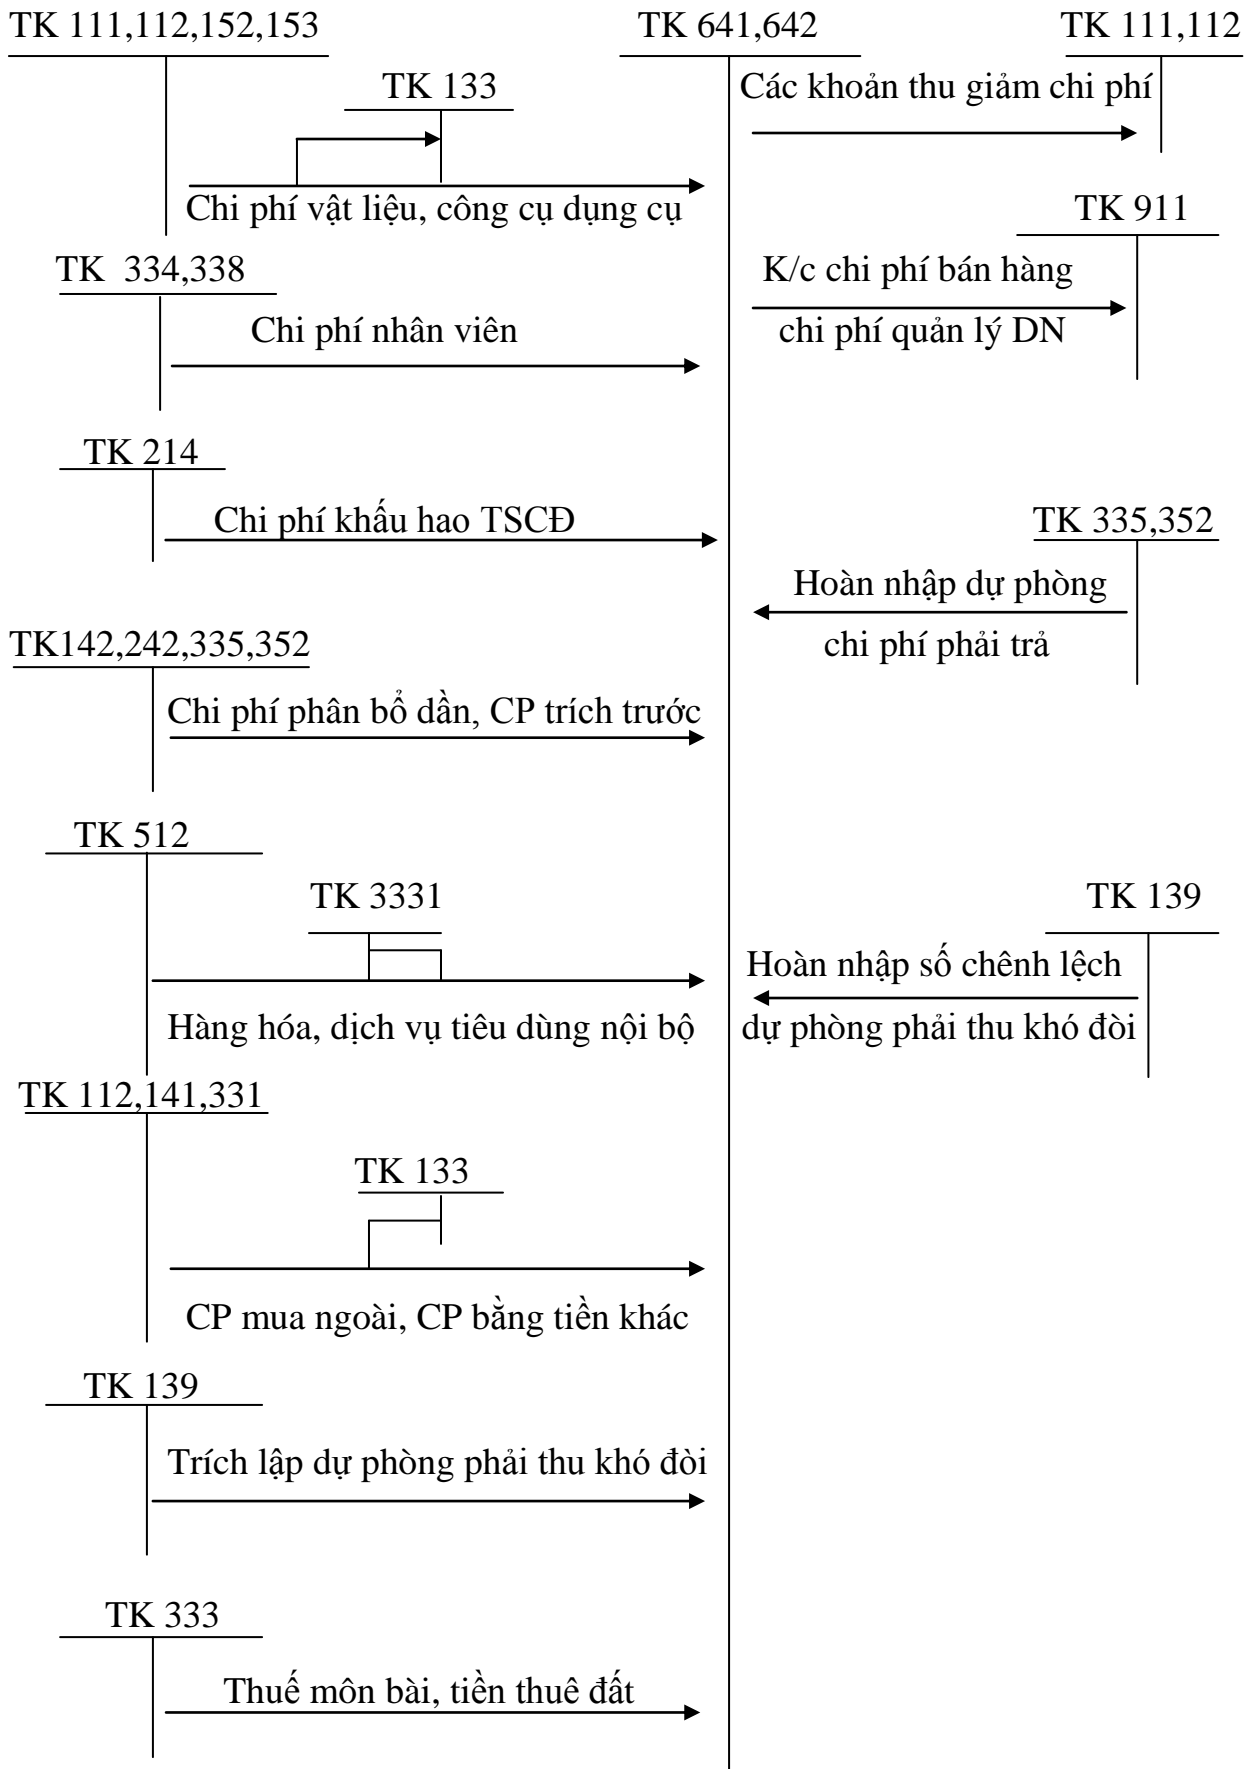 TK 111,112,152,153
TK 641,642
TK 111,112
TK 133
Các khoản thu giảm chi phí
Chi phí vật liệu, công cụ dụng cụ
TK 911
TK 334,338
K/c chi phí bán hàng
Chi phí nhân viên
chi phí quản lý DN
TK 214
Chi phí khấu hao TSCĐ
TK 335,352
Hoàn nhập dự phòng
TK142,242,335,352
chi phí phải trả
Chi phí phân bổ dần, CP trích trước
TK 512
TK 3331
TK 139
Hoàn nhập số chênh lệch
Hàng hóa, dịch vụ tiêu dùng nội bộ
dự phòng phải thu khó đòi
TK 112,141,331
TK 133
CP mua ngoài, CP bằng tiền khác
TK 139
Trích lập dự phòng phải thu khó đòi
TK 333
Thuế môn bài, tiền thuê đất